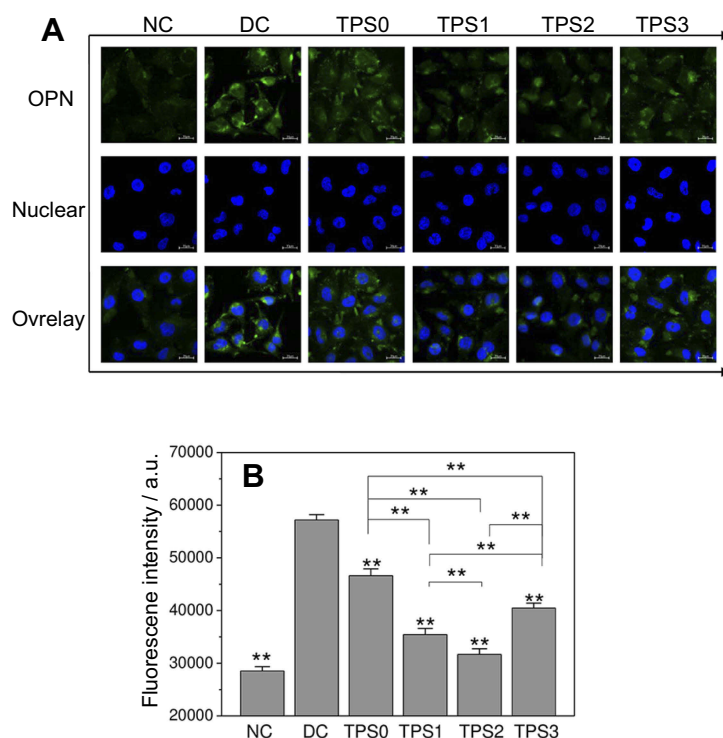 A
NC DC TPS0 TPS1 TPS2 TPS3
OPN
Nuclear
Ovrelay
B
Fluorescene intensity / a.u.
70000
60000
50000
40000
30000
20000
**
**
**
**
**
**
**
**
**
**
**
NC DC TPS0 TPS1 TPS2 TPS3